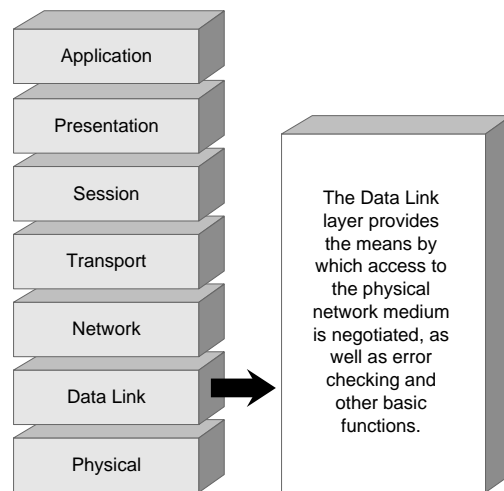 Application
Presentation
Session
Transport
Network
Data Link
Physical
The Data Link
layer provides
the means by
which access to
the physical
network medium
is negotiated, as
well as error
checking and
other basic
functions.